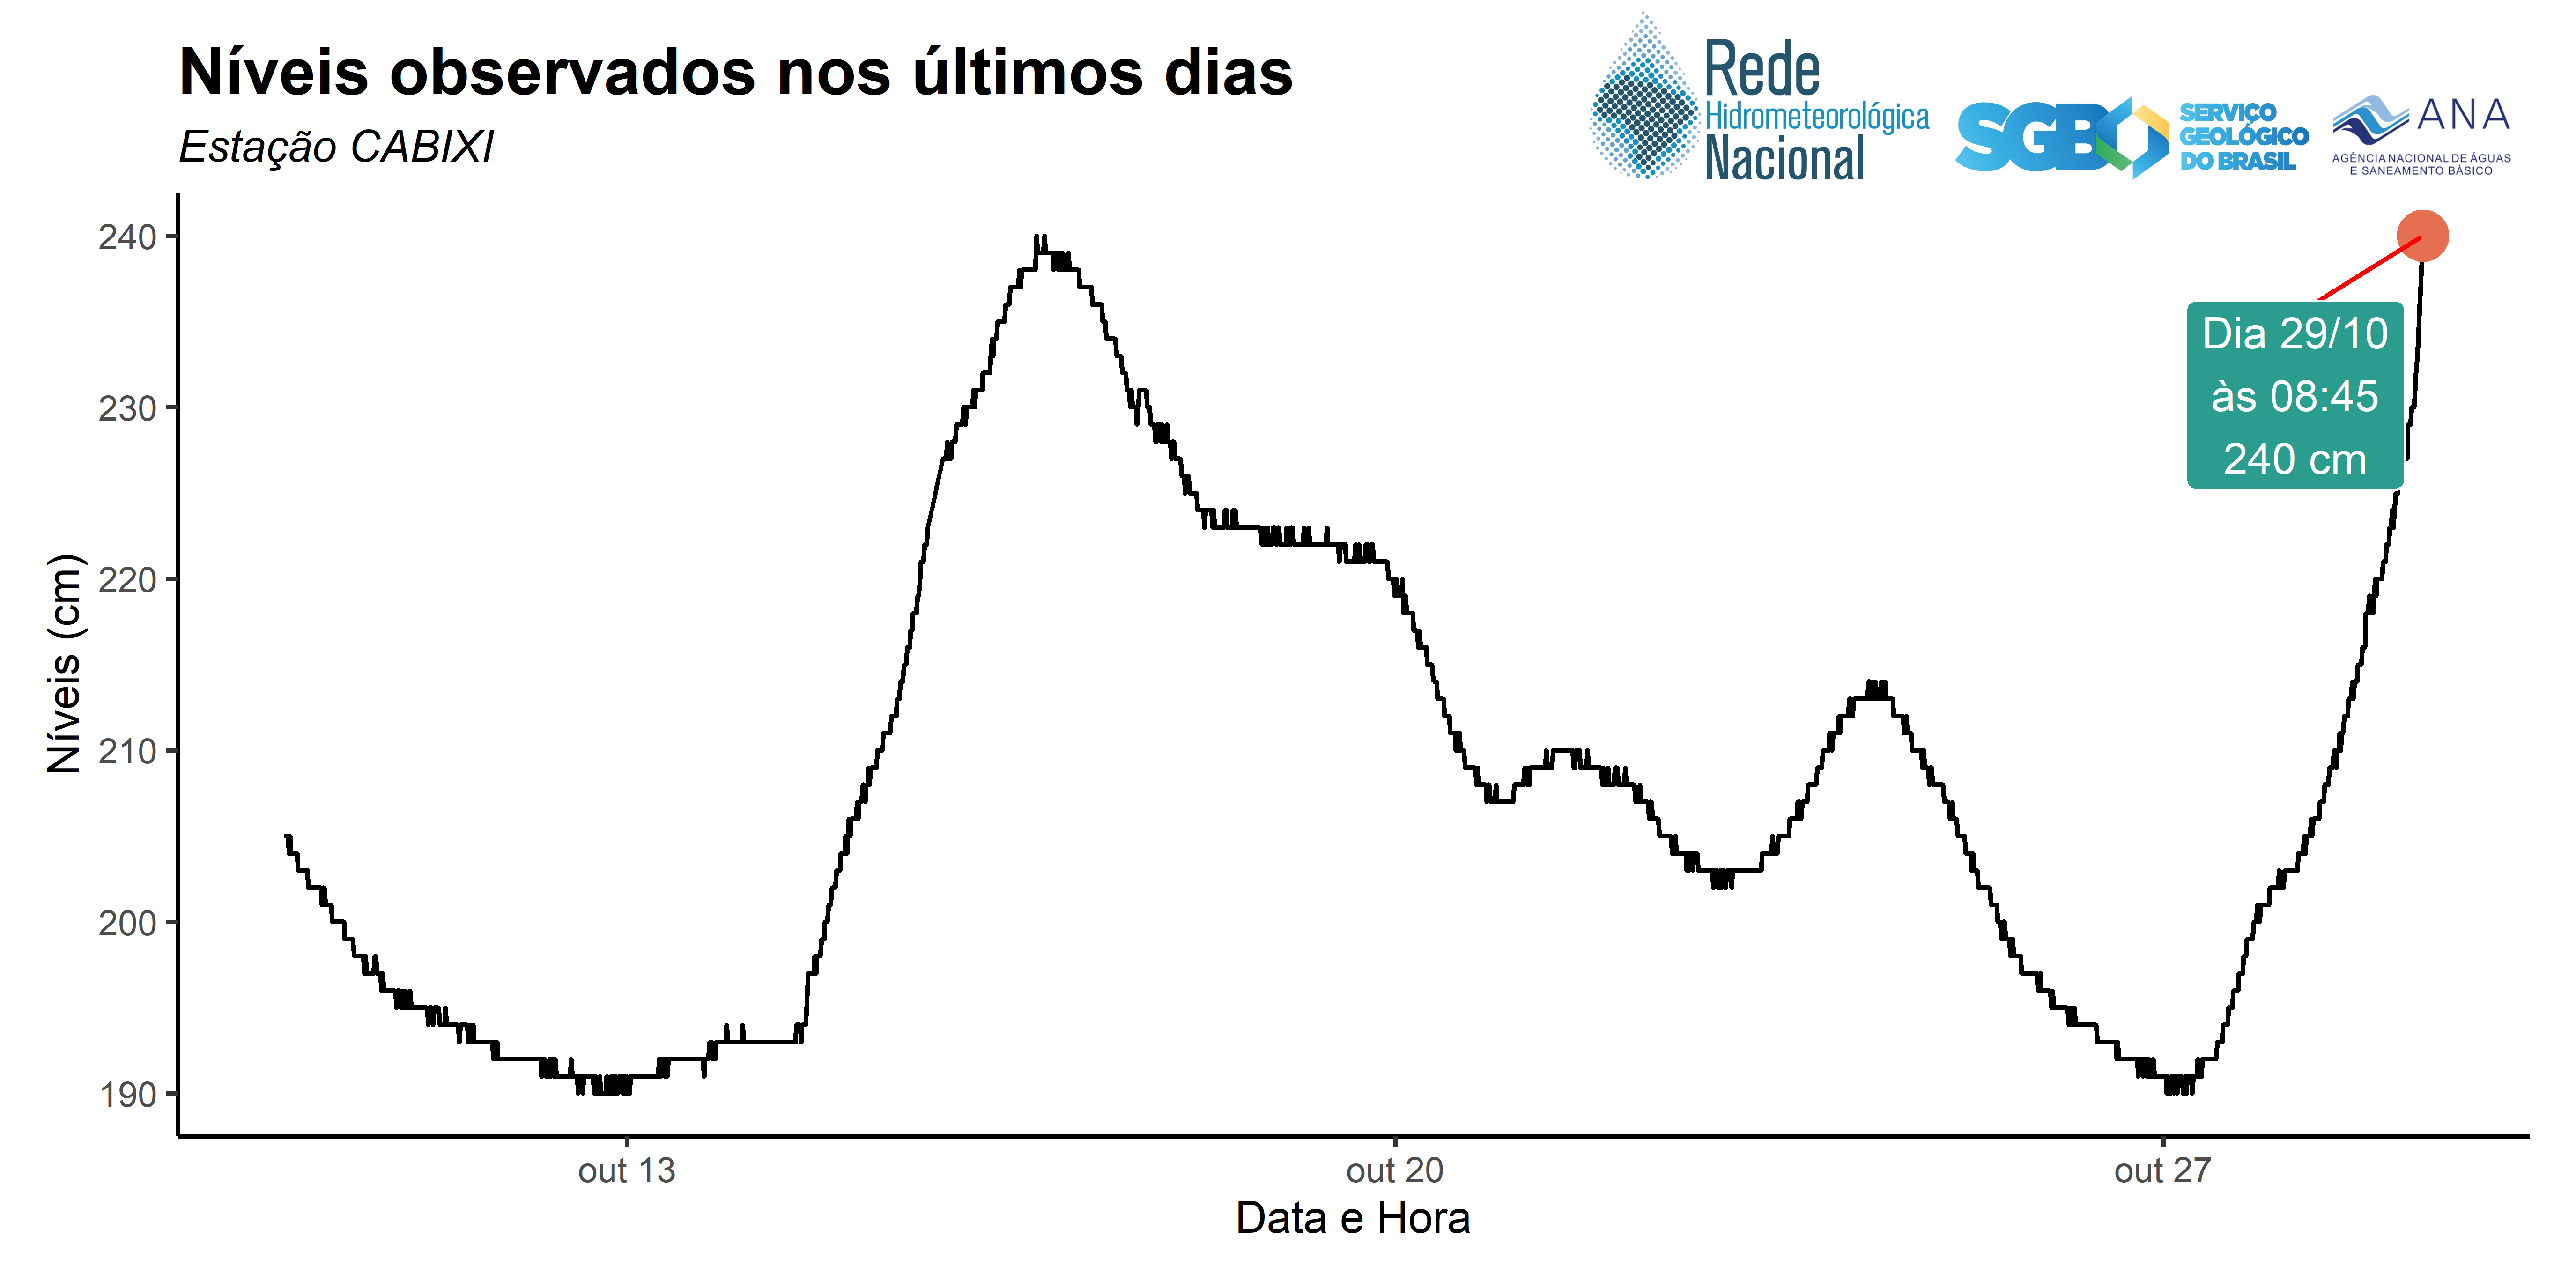 Níveis observados nos últimos dias
Estação CABIXI
Rede
Hidrometeorológica
Nacional
SGB
SERVIÇO
GEOLÓGICO
DO BRASIL
ANA
AGÊNCIA NACIONAL DE ÁGUAS
E SANEAMENTO BÁSICO
Níveis (cm)
240
230
220
210
200
190
Dia 29/10
às 08:45
240 cm
out 13
out 20
out 27
Data e Hora